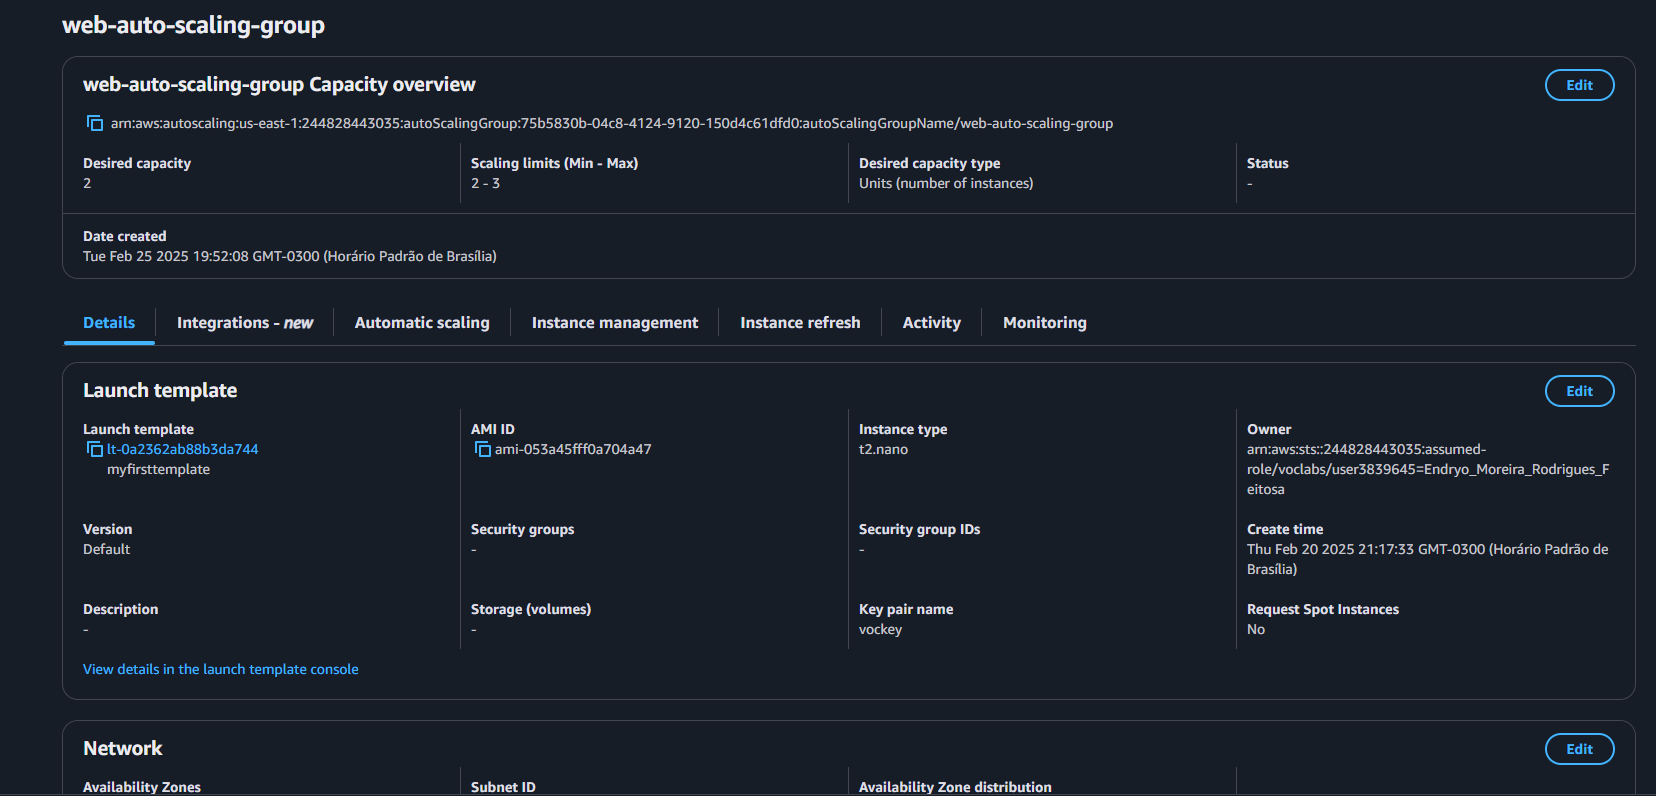 web-auto-scaling-group
web-auto-scaling-group Capacity overview
Edit
arn:aws:autoscaling:us-east-1:244828443035:autoScalingGroup:75b5830b-04c8-4124-9120-150d4c61dfd0:autoScalingGroupName/web-auto-scaling-group
Desired capacity
2
Scaling limits (Min - Max)
2 - 3
Desired capacity type
Units (number of instances)
Status
-
Date created
Tue Feb 25 2025 19:52:08 GMT-0300 (Horário Padrão de Brasília)
Details
Integrations - new
Automatic scaling
Instance management
Instance refresh
Activity
Monitoring
Launch template
Edit
Launch template
lt-0a2362ab88b3da744
myfirsttemplate
AMI ID
ami-053a45fff0a704a47
Instance type
t2.nano
Owner
arn:aws:sts::244828443035:assumed-
role/voclabs/user3839645=Endryo_Moreira_Rodrigues_F
eitosa
Version
Default
Security groups
-
Security group IDs
-
Create time
Thu Feb 20 2025 21:17:33 GMT-0300 (Horário Padrão de
Brasília)
Description
-
Storage (volumes)
-
Key pair name
vockey
Request Spot Instances
No
View details in the launch template console
Network
Edit
Availability Zones
Subnet ID
Availability Zone distribution